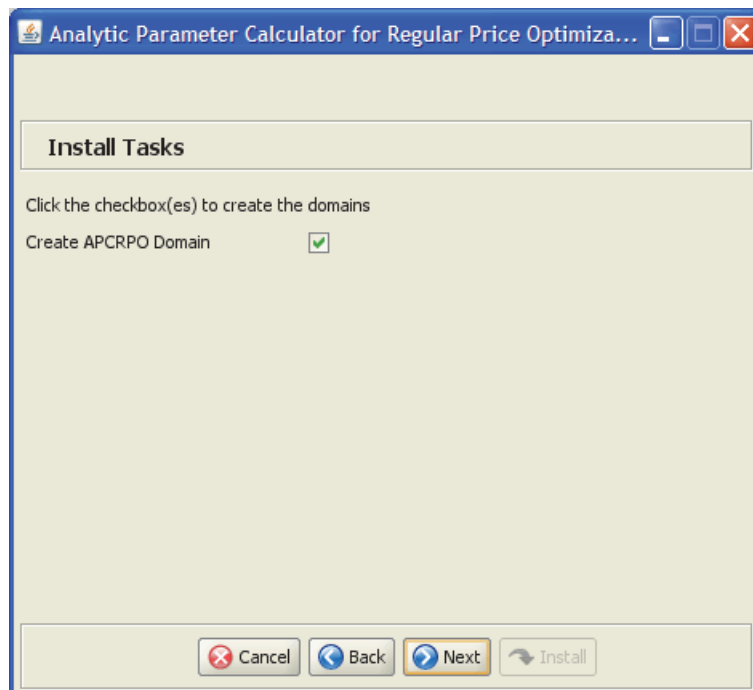 Analytic Parameter Calculator for Regular Price Optimiza...
Install Tasks
Click the checkbox(es) to create the domains
Create APCRPO Domain
Cancel Back Next Install